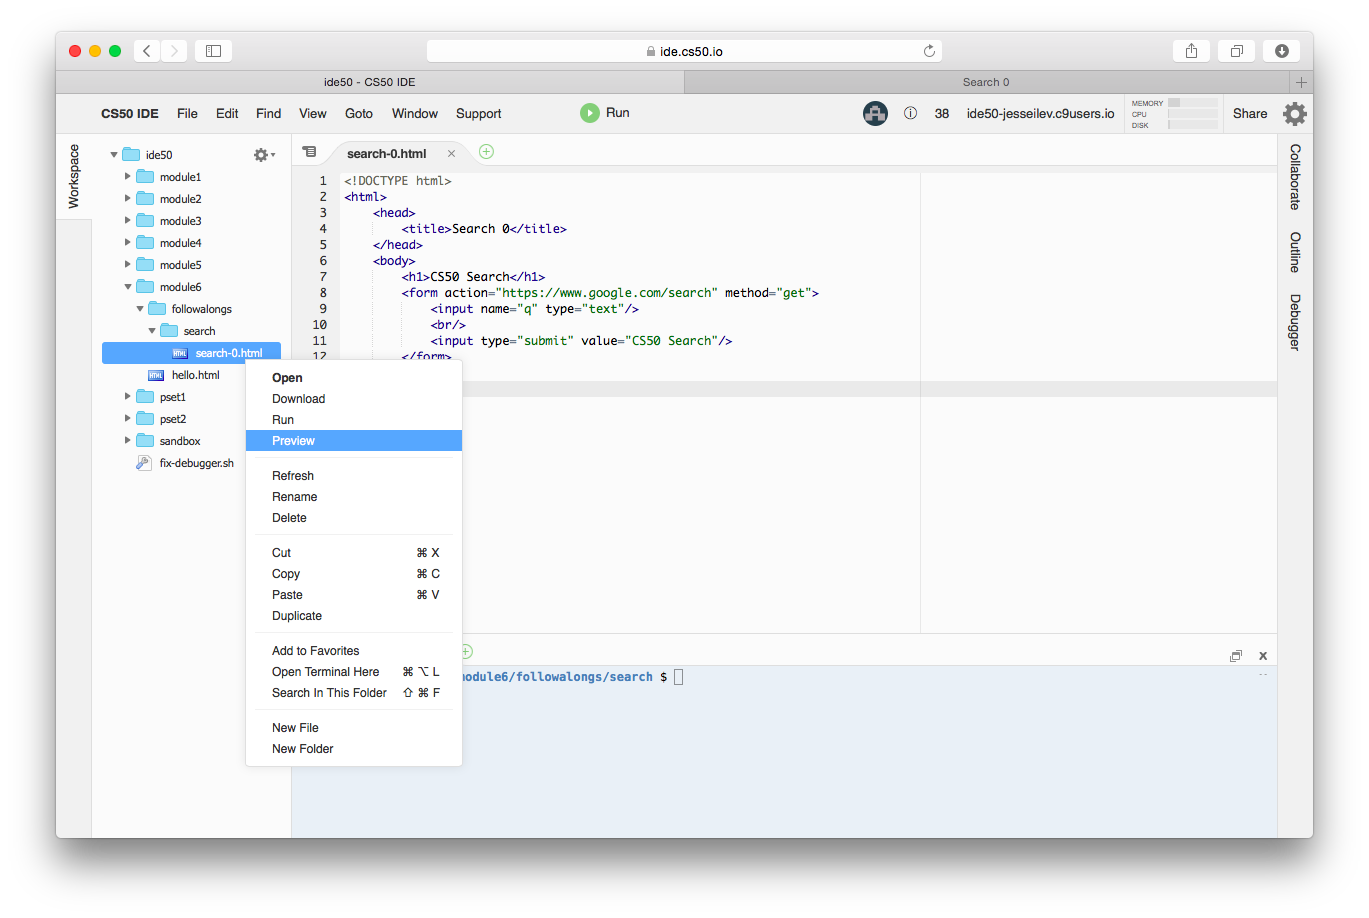 ide.cs50.io
ide50 - CS50 IDE
Search 0
CS50 IDE File Edit Find View Goto Window Support Run 38 ide50-jesseilev.c9users.io MEMORY CPU DISK Share
Workspace
ide50
module1
module2
module3
module4
module5
module6
followalongs
search
search-0.html
hello.html
pset1
pset2
sandbox
fix-debugger.sh
search-0.html
1 <!DOCTYPE html>
2 <html>
3 <head>
4 <title>Search 0</title>
5 </head>
6 <body>
7 <h1>CS50 Search</h1>
8 <form action="https://www.google.com/search" method="get">
9 <input name="q" type="text"/>
10 <br/>
11 <input type="submit" value="CS50 Search"/>
12 </form>
Open
Download
Run
Preview
Refresh
Rename
Delete
Cut ⌘ X
Copy ⌘ C
Paste ⌘ V
Duplicate
Add to Favorites
Open Terminal Here ⌘ ⌥ L
Search In This Folder ⇧ ⌘ F
New File
New Folder
odule6/followalongs/search $
Collaborate
Outline
Debugger